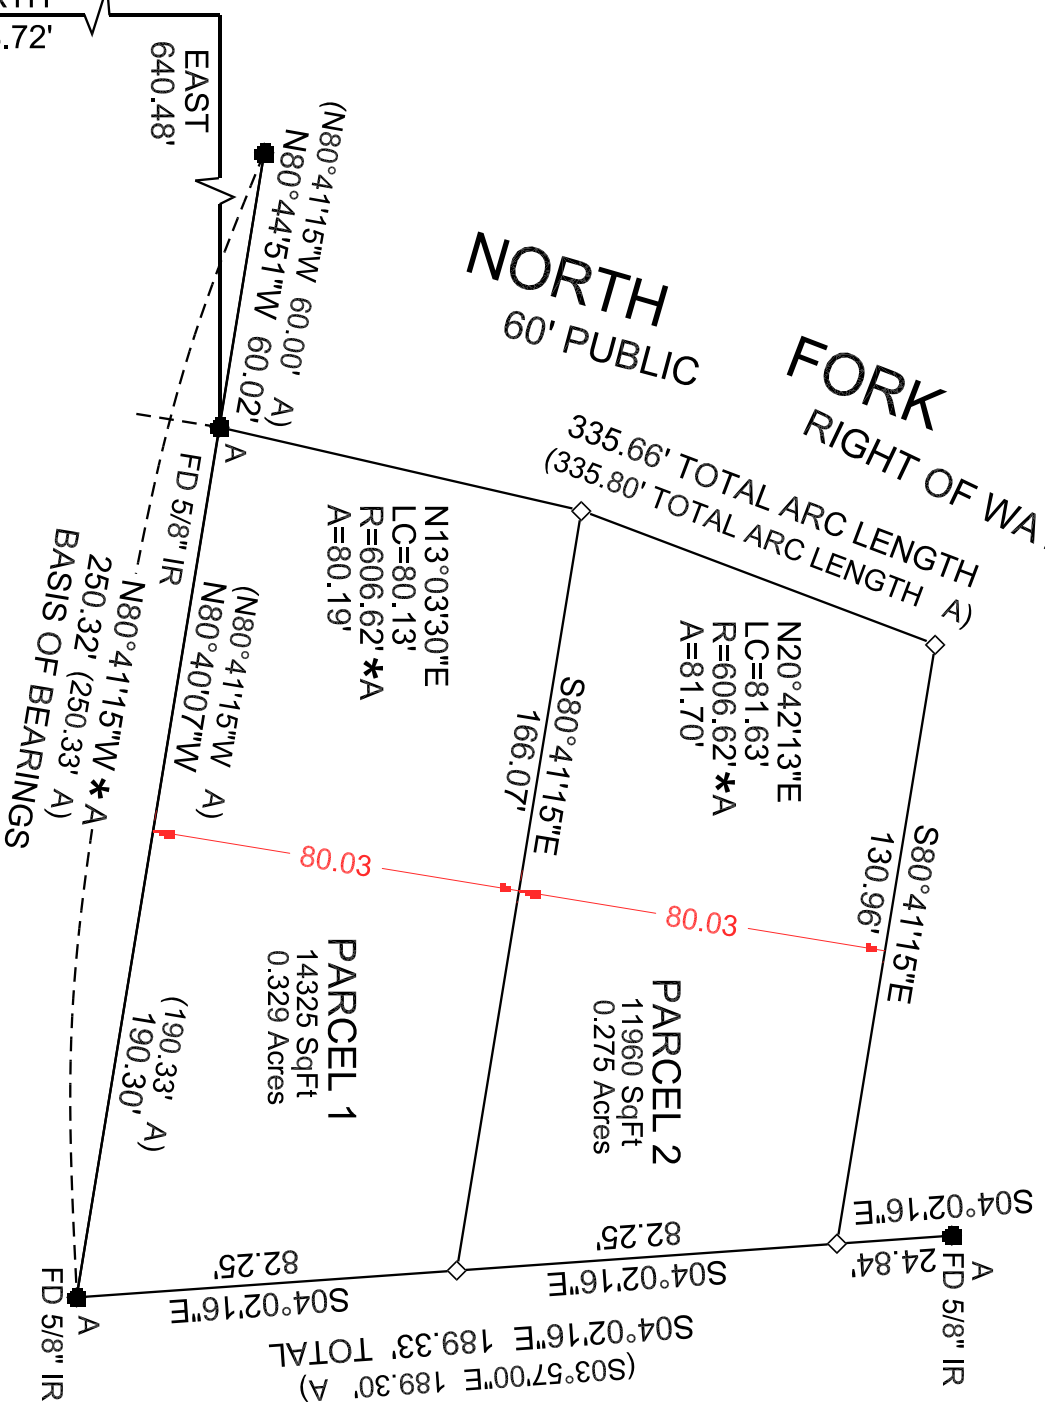 .72'
EAST
640.48'
(N80°41'15"W 60.00' A)
N80°44'51"W 60.02'
NORTH FORK
60' PUBLIC RIGHT OF WA
335.66' TOTAL ARC LENGTH
(335.80' TOTAL ARC LENGTH A)
A
FD 5/8" IR
N13°03'30"E
LC=80.13'
R=606.62'*A
A=80.19'
N20°42'13"E
LC=81.63'
R=606.62'*A
A=81.70'
(N80°41'15"W A)
N80°40'07"W
N80°41'15"W *A
250.32' (250.33' A)
BASIS OF BEARINGS
S80°41'15"E
166.07'
S80°41'15"E
130.96'
80.03
80.03
PARCEL 1
14325 SqFt
0.329 Acres
PARCEL 2
11960 SqFt
0.275 Acres
(190.33' A)
190.30'
S04°02'16"E
24.84'
A
FD 5/8" IR
82.25'
S04°02'16"E
82.25'
S04°02'16"E
A
FD 5/8" IR
S04°02'16"E 189.33' TOTAL
(S03°57'00"E 189.30' A)